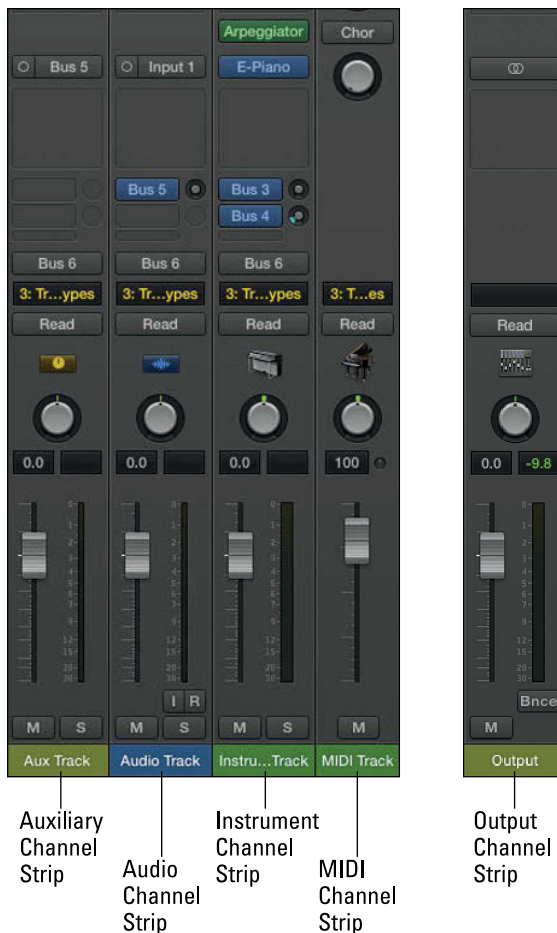 Arpeggiator
Chor
Bus 5
Input 1
E-Piano
Bus 5
Bus 3
Bus 4
Bus 6
Bus 6
Bus 6
3: Tr...ypes
3: Tr...ypes
3: Tr...ypes
3: T...es
Read
Read
Read
Read
Read
0.0
0.0
0.0
100
0.0
-9.8
I R
Bnce
M S
M S
M S
M
M
Aux Track
Audio Track
Instru...Track
MIDI Track
Output
Auxiliary
Channel
Strip
Audio
Channel
Strip
Instrument
Channel
Strip
MIDI
Channel
Strip
Output
Channel
Strip